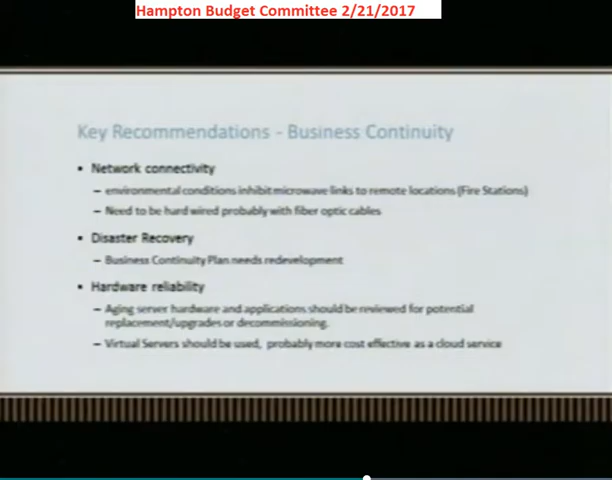 Hampton Budget Committee 2/21/2017
Key Recommendations - Business Continuity
• Network connectivity
– environmental conditions inhibit microwave links to remote locations (Fire Stations)
– Need to be hard wired probably with fiber optic cables
• Disaster Recovery
– Business Continuity Plan needs redevelopment
• Hardware reliability
– Aging server hardware and applications should be reviewed for potential
replacement/upgrades or decommissioning.
– Virtual Servers should be used, probably more cost effective as a cloud service